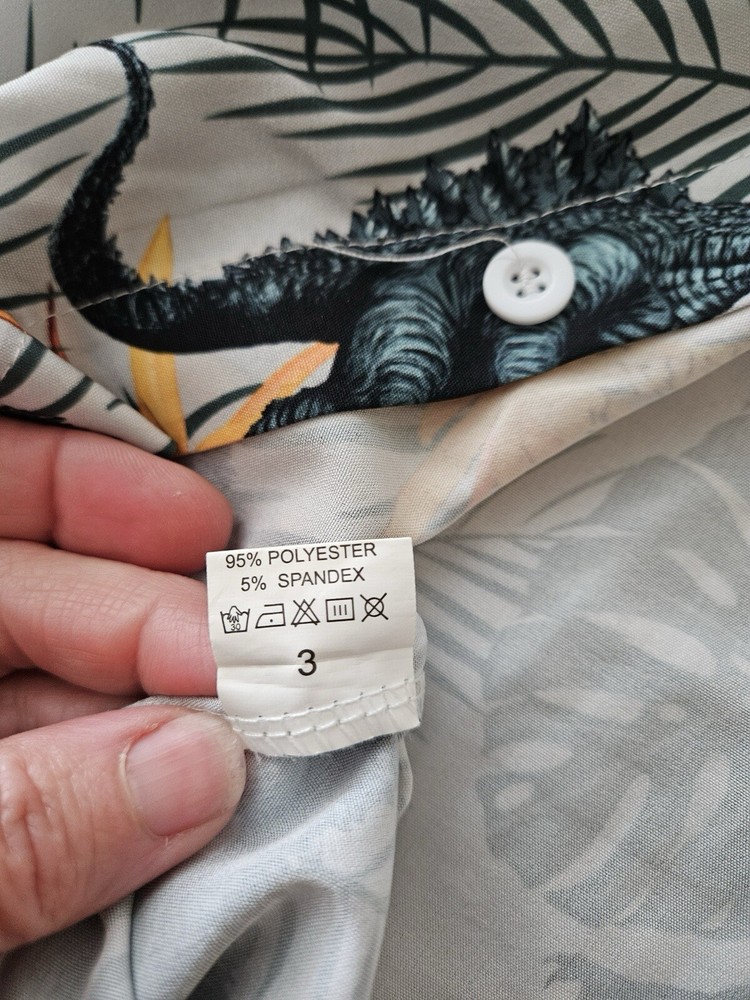 95% POLYESTER
5% SPANDEX
30
3